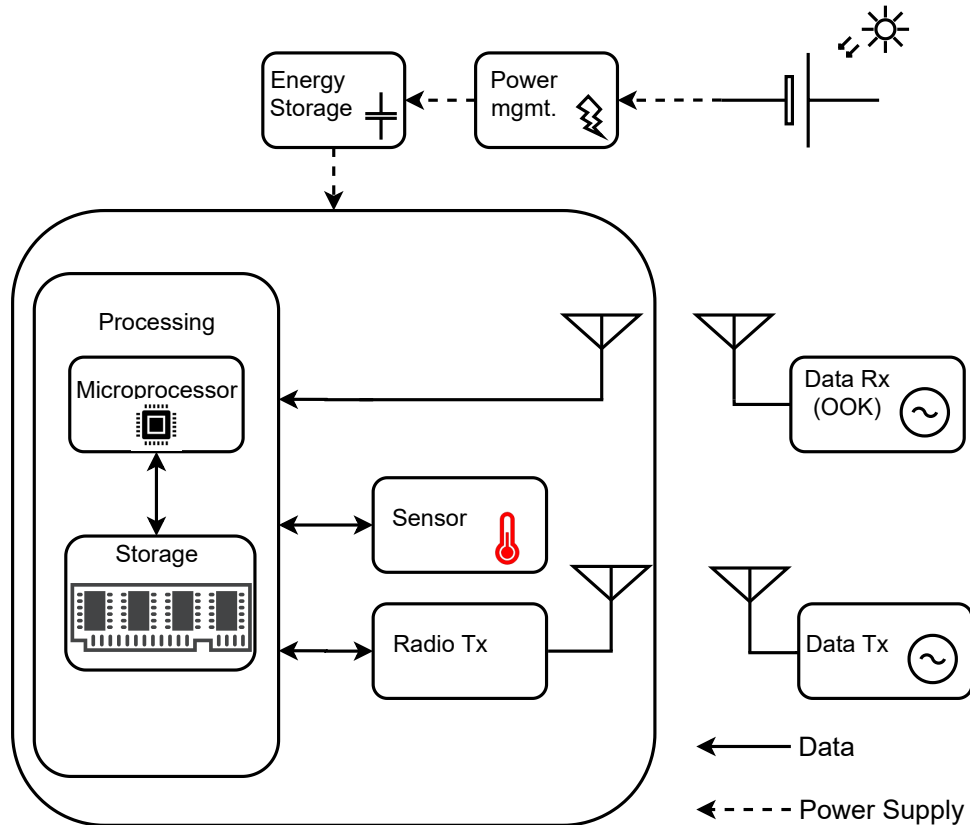 Energy
Storage
Power
mgmt.
Processing
Microprocessor
Data Rx
(OOK)
Sensor
Storage
Radio Tx
Data Tx
Data
Power Supply